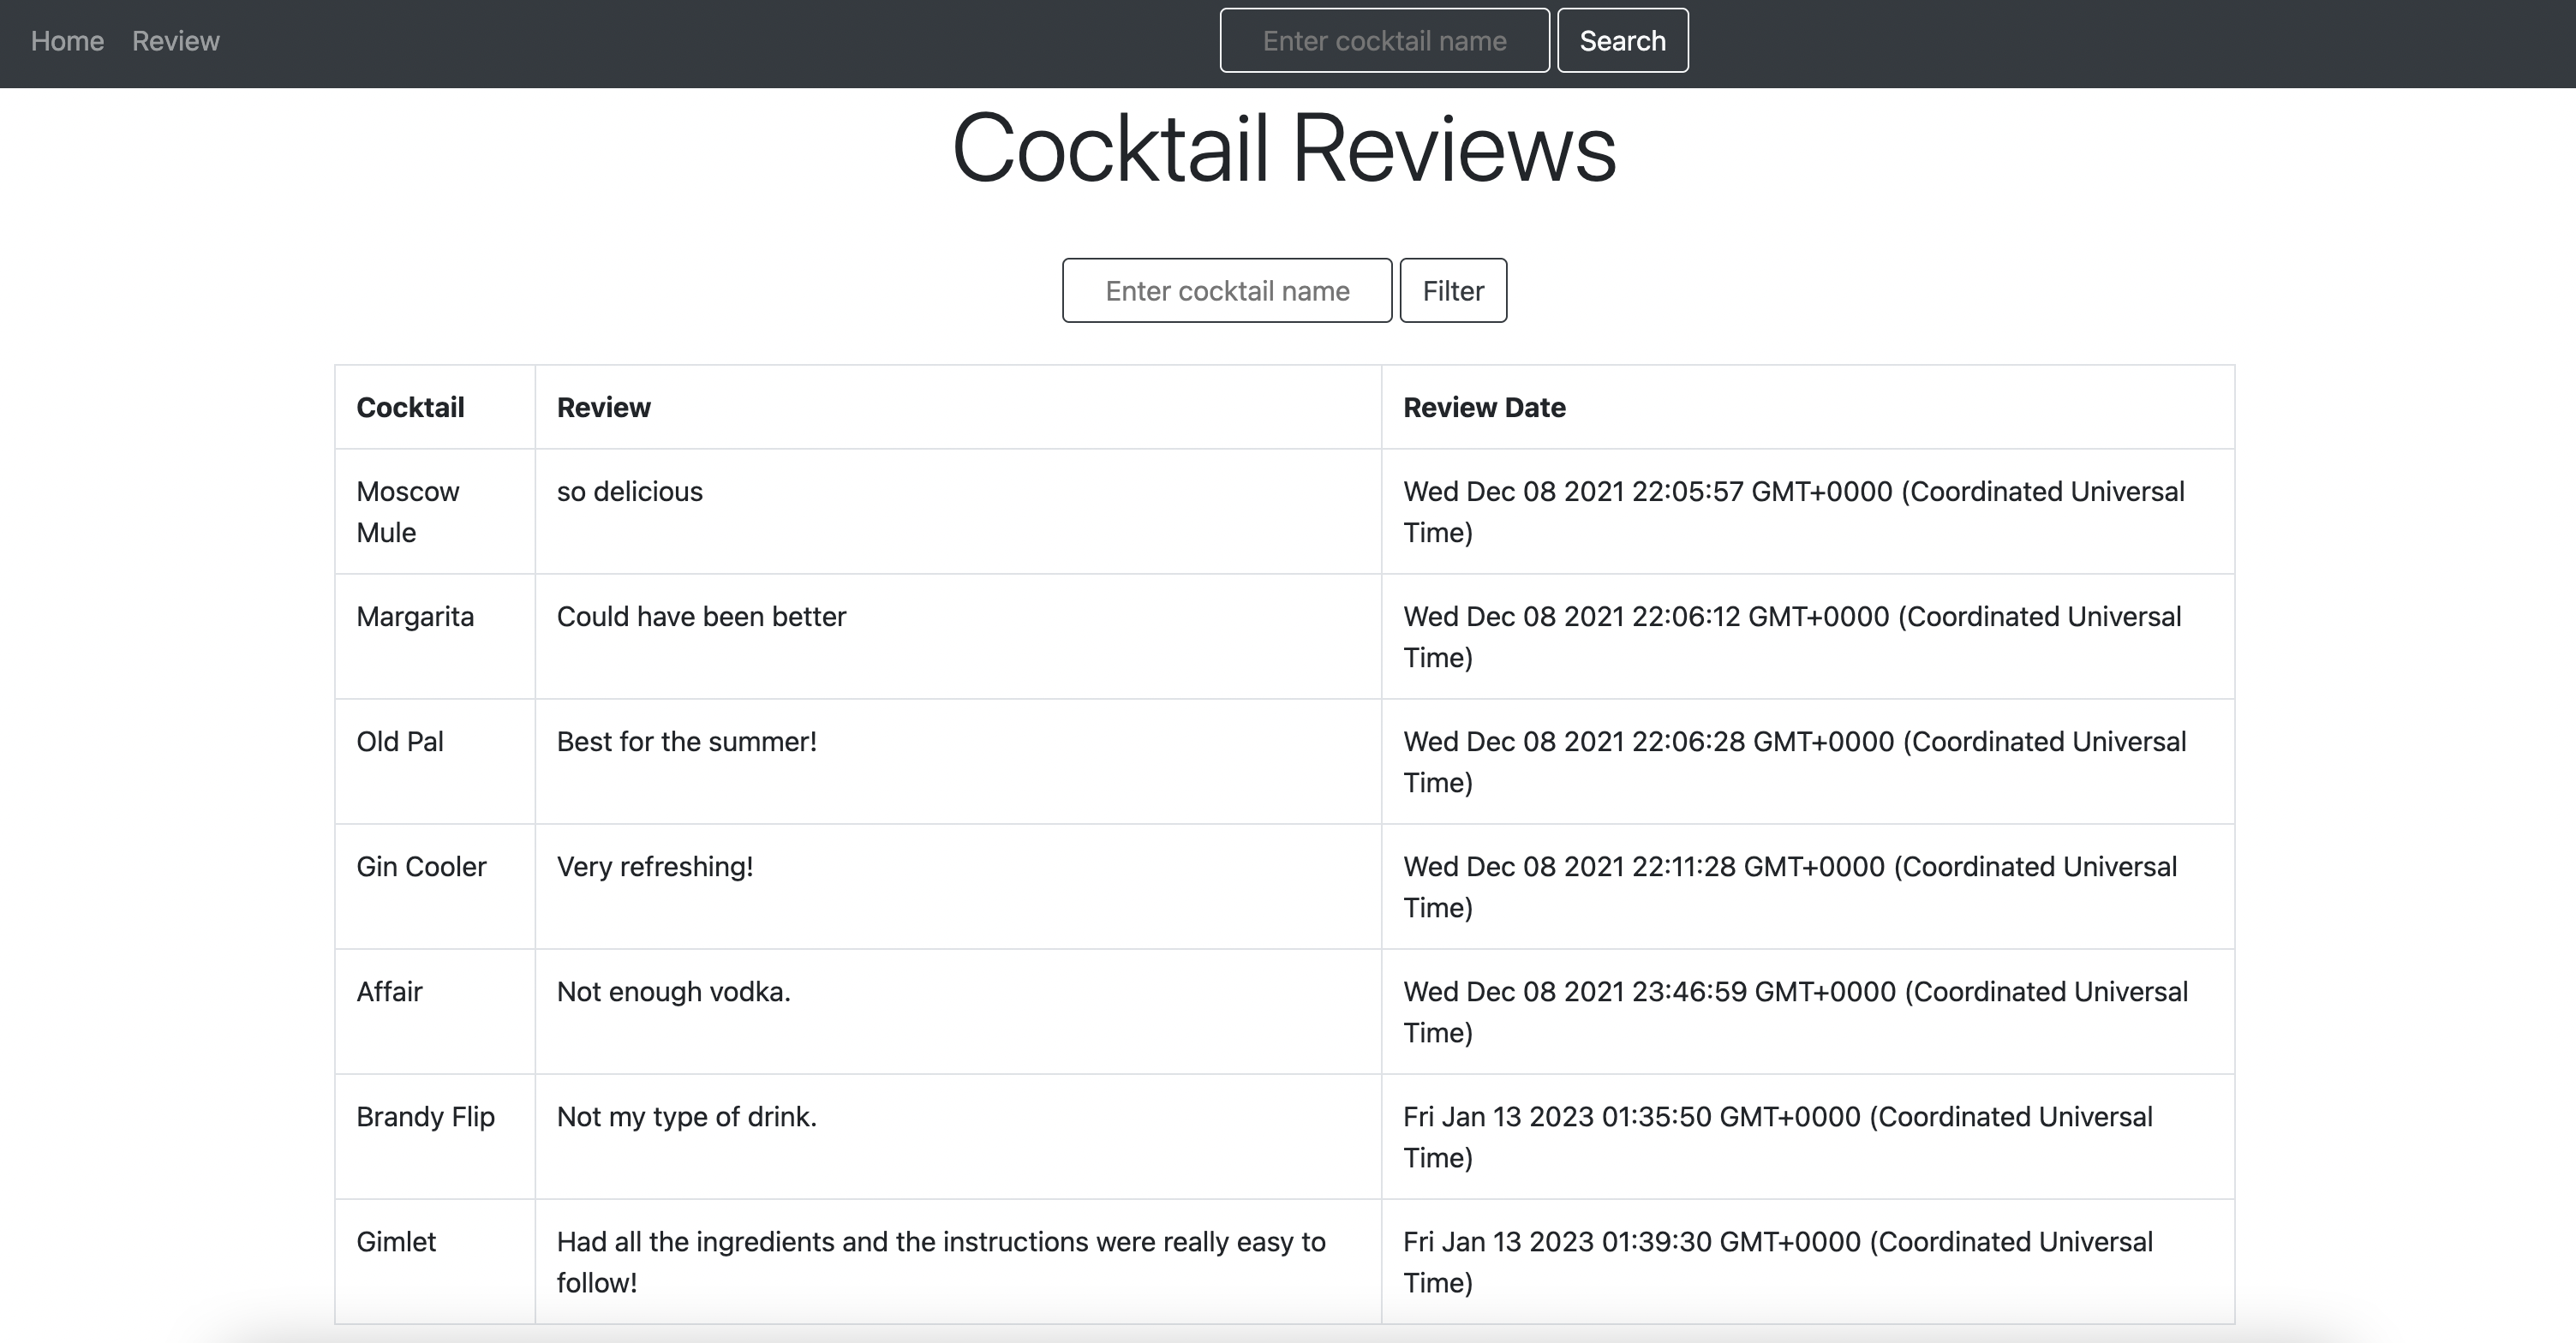 Home Review Enter cocktail name Search
Cocktail Reviews
Enter cocktail name Filter
Cocktail Review Review Date
Moscow Mule so delicious Wed Dec 08 2021 22:05:57 GMT+0000 (Coordinated Universal Time)
Margarita Could have been better Wed Dec 08 2021 22:06:12 GMT+0000 (Coordinated Universal Time)
Old Pal Best for the summer! Wed Dec 08 2021 22:06:28 GMT+0000 (Coordinated Universal Time)
Gin Cooler Very refreshing! Wed Dec 08 2021 22:11:28 GMT+0000 (Coordinated Universal Time)
Affair Not enough vodka. Wed Dec 08 2021 23:46:59 GMT+0000 (Coordinated Universal Time)
Brandy Flip Not my type of drink. Fri Jan 13 2023 01:35:50 GMT+0000 (Coordinated Universal Time)
Gimlet Had all the ingredients and the instructions were really easy to follow! Fri Jan 13 2023 01:39:30 GMT+0000 (Coordinated Universal Time)